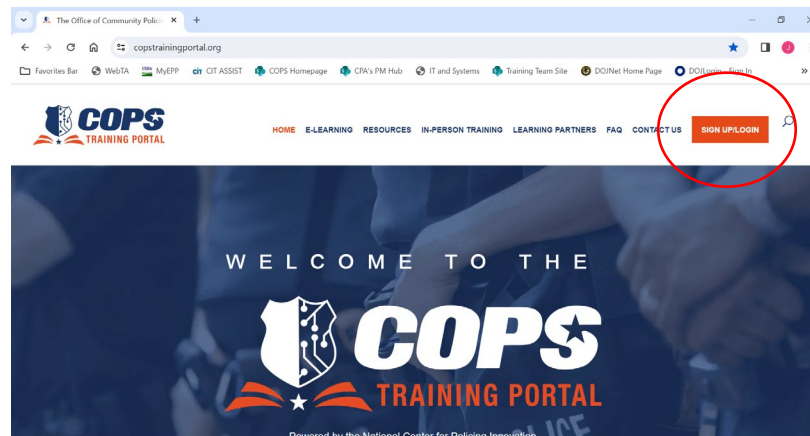 The Office of Community Polici
copstrainingportal.org
Favorites Bar WebTA MyEPP cit CIT ASSIST COPS Homepage CPA's PM Hub IT and Systems Training Team Site DOJNet Home Page DOJLogin - Sign In »
J
COPS
TRAINING PORTAL
HOME E-LEARNING RESOURCES IN-PERSON TRAINING LEARNING PARTNERS FAQ CONTACT US SIGN UP/LOGIN
WELCOME TO THE
COPS
TRAINING PORTAL
POLICE
Powered by the National Center for Policing Innovation